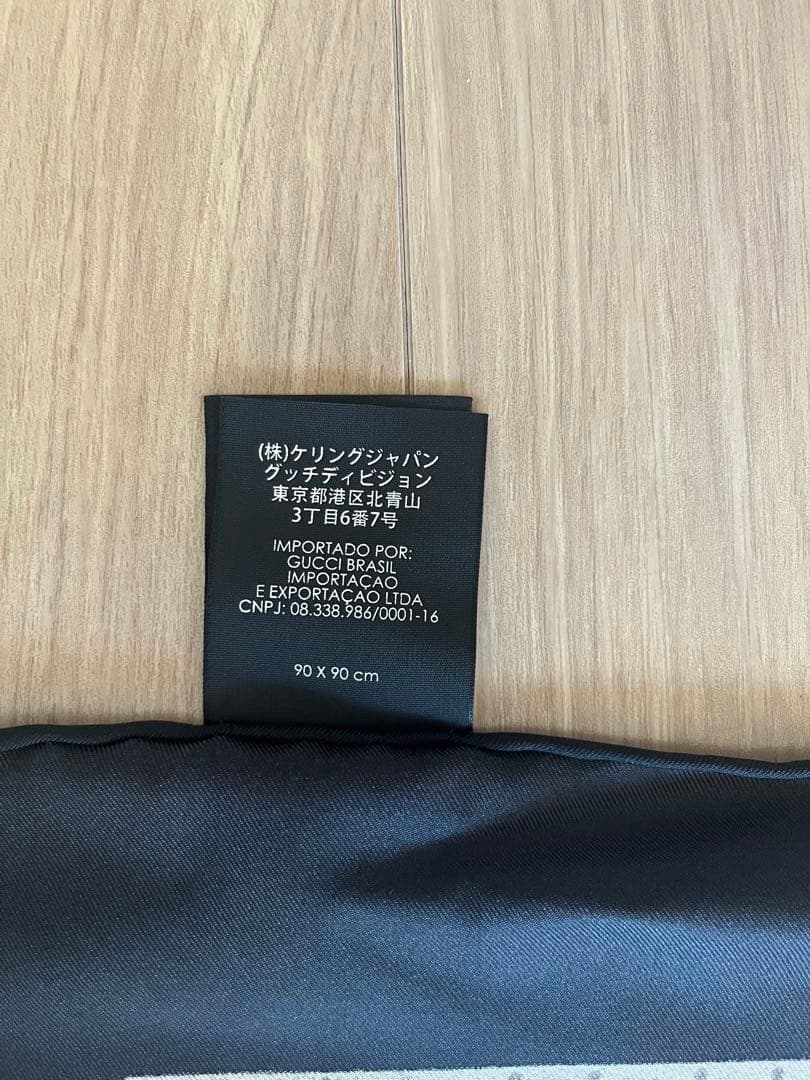 (株)ケリングジャパン
グッチディビジョン
東京都港区北青山
3丁目6番7号
IMPORTADO POR:
GUCCI BRASIL
IMPORTAÇAO
E EXPORTAÇAO LTDA
CNPJ: 08.338.986/0001-16
90 X 90 cm